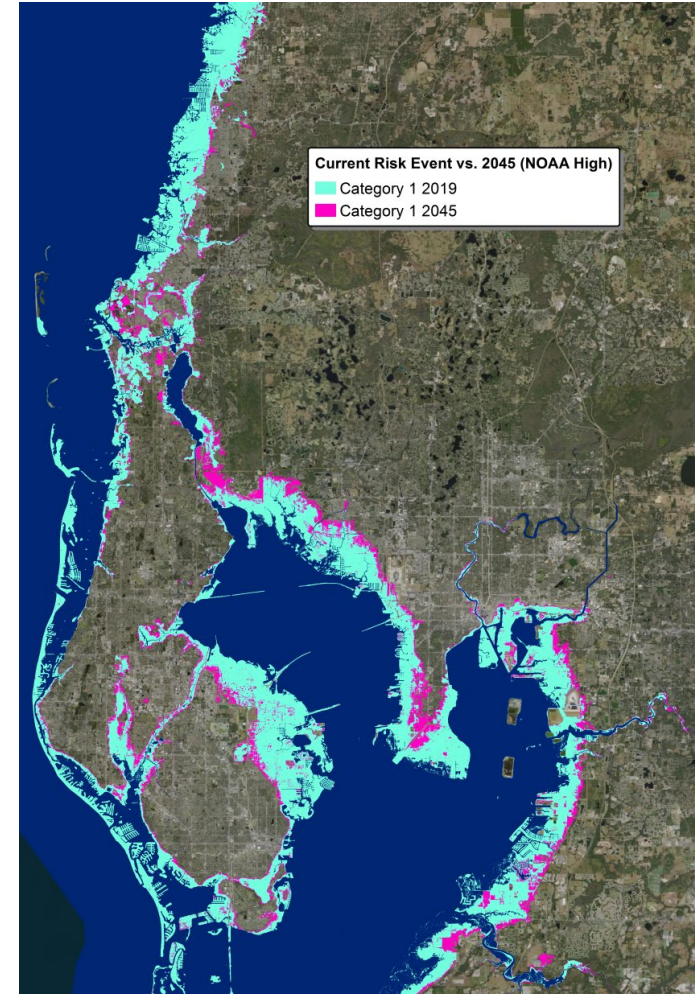 Current Risk Event vs. 2045 (NOAA High)
Category 1 2019
Category 1 2045